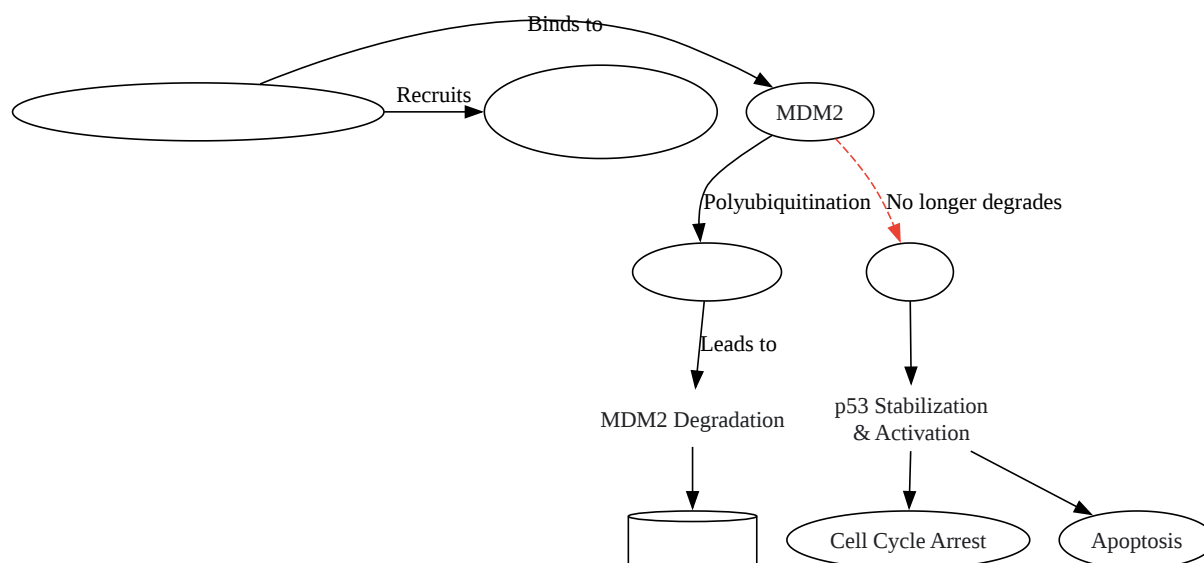 Binds to
Recruits
MDM2
Polyubiquitination
No longer degrades
Leads to
MDM2 Degradation
p53 Stabilization
& Activation
Cell Cycle Arrest
Apoptosis